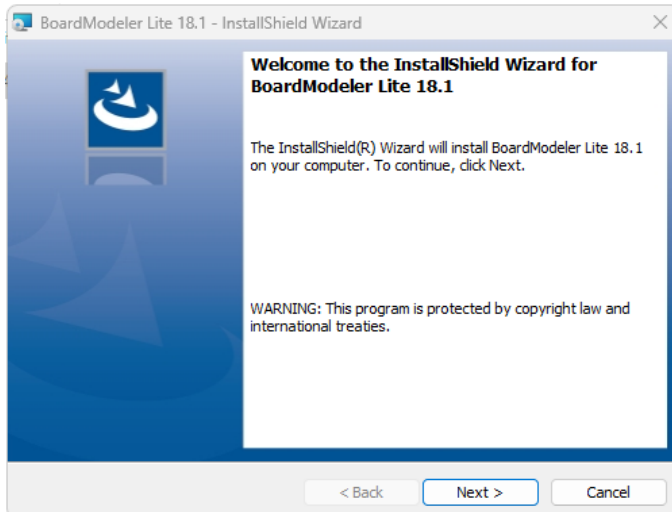 BoardModeler Lite 18.1 - InstallShield Wizard
Welcome to the InstallShield Wizard for
BoardModeler Lite 18.1
The InstallShield(R) Wizard will install BoardModeler Lite 18.1
on your computer. To continue, click Next.
WARNING: This program is protected by copyright law and
international treaties.
< Back
Next >
Cancel